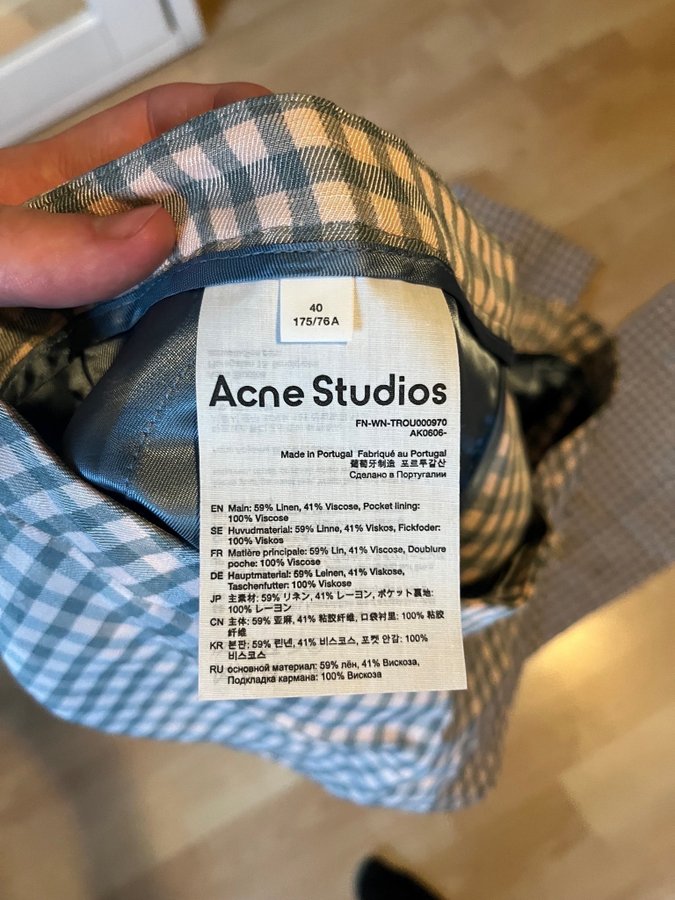 40
175/76A
Acne Studios
FN-WN-TROU000970
AK0606-
Made in Portugal Fabriqué au Portugal
葡萄牙制造 포르투갈산
Сделано в Португалии
EN Main: 59% Linen, 41% Viscose, Pocket lining:
100% Viscose
SE Huvudmaterial: 59% Linne, 41% Viskos, Fickfoder:
100% Viskos
FR Matière principale: 59% Lin, 41% Viscose, Doublure
poche: 100% Viscose
DE Hauptmaterial: 59% Leinen, 41% Viskose,
Taschenfutter: 100% Viskose
JP 主素材: 59% リネン, 41% レーヨン, ポケット裏地:
100% レーヨン
CN 主体: 59% 亚麻, 41% 粘胶纤维, 口袋衬里: 100% 粘胶
纤维
KR 본판; 59% 린넨, 41% 비스코스, 포켓 안감: 100%
비스코스
RU основной материал: 59% лён, 41% Вискоза,
Подкладка кармана: 100% Вискоза